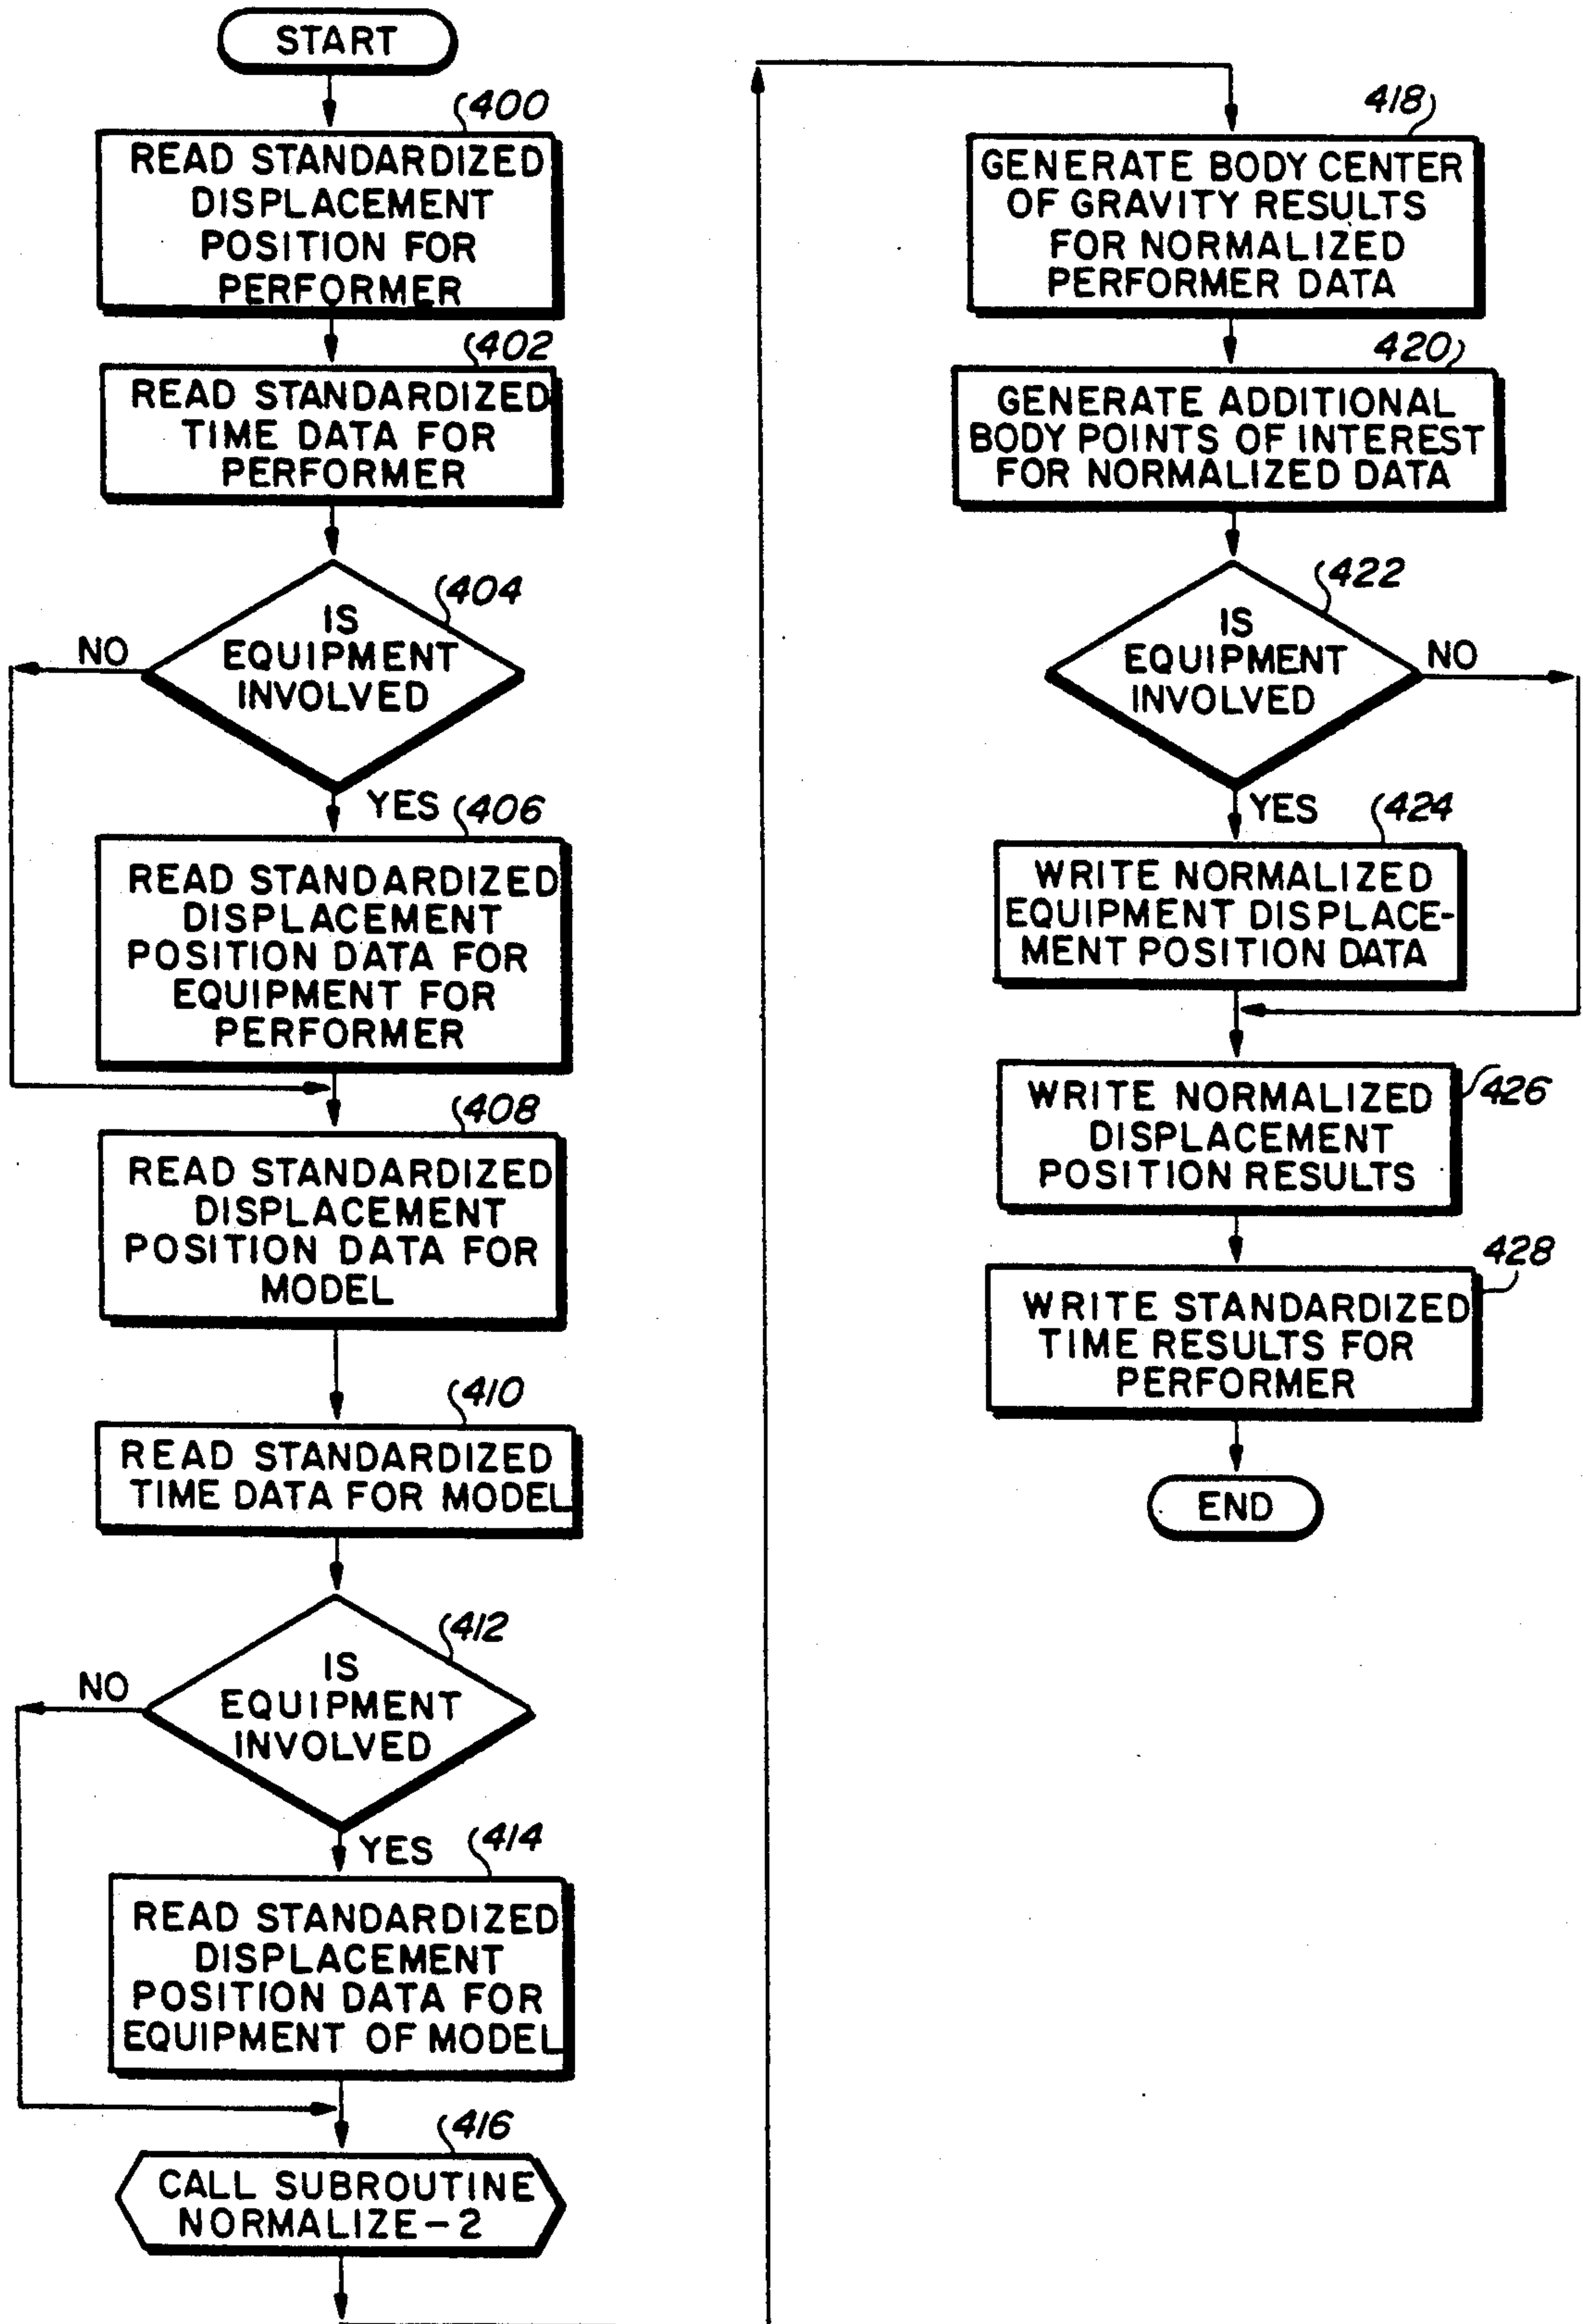 START
400
READ STANDARDIZED
DISPLACEMENT
POSITION FOR
PERFORMER
402
READ STANDARDIZED
TIME DATA FOR
PERFORMER
404
IS
EQUIPMENT
INVOLVED
NO
YES
406
READ STANDARDIZED
DISPLACEMENT
POSITION DATA FOR
EQUIPMENT FOR
PERFORMER
408
READ STANDARDIZED
DISPLACEMENT
POSITION DATA FOR
MODEL
410
READ STANDARDIZED
TIME DATA FOR MODEL
412
IS
EQUIPMENT
INVOLVED
NO
YES
414
READ STANDARDIZED
DISPLACEMENT
POSITION DATA FOR
EQUIPMENT OF MODEL
416
CALL SUBROUTINE
NORMALIZE-2
418
GENERATE BODY CENTER
OF GRAVITY RESULTS
FOR NORMALIZED
PERFORMER DATA
420
GENERATE ADDITIONAL
BODY POINTS OF INTEREST
FOR NORMALIZED DATA
422
IS
EQUIPMENT
INVOLVED
NO
YES
424
WRITE NORMALIZED
EQUIPMENT DISPLACE-
MENT POSITION DATA
426
WRITE NORMALIZED
DISPLACEMENT
POSITION RESULTS
428
WRITE STANDARDIZED
TIME RESULTS FOR
PERFORMER
END